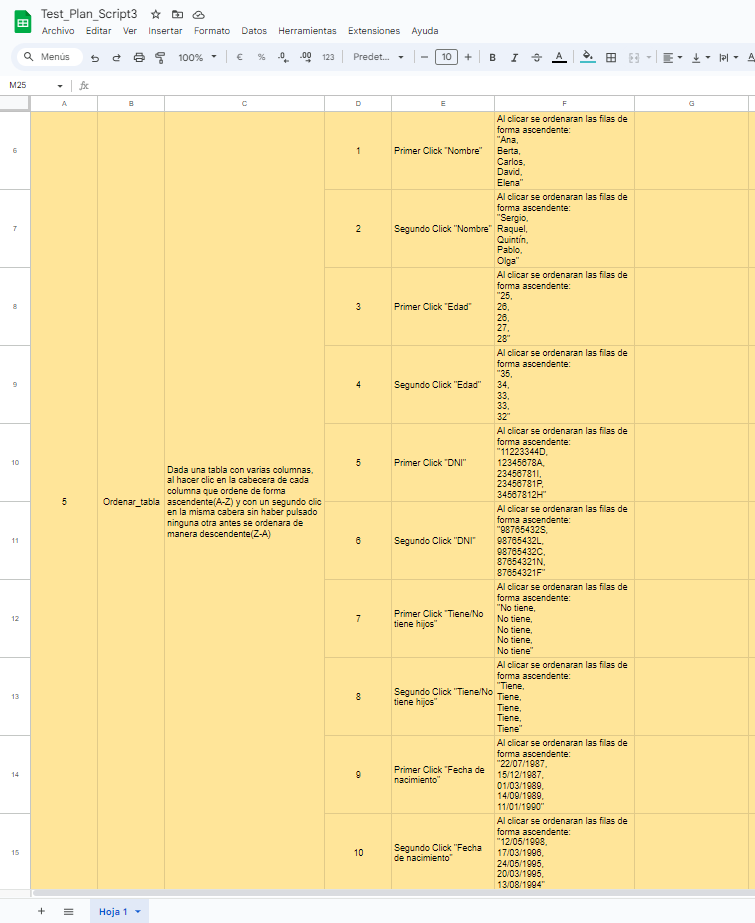 Test_Plan_Script3
Archivo Editar Ver Insertar Formato Datos Herramientas Extensiones Ayuda
Menús 100% € % .0 .00 123 Predet... − 10 + B I A
M25 fx
A B C D E F G
6
1
Primer Click "Nombre"
Al clicar se ordenaran las filas de
forma ascendente:
"Ana,
Berta,
Carlos,
David,
Elena"
7
2
Segundo Click "Nombre"
Al clicar se ordenaran las filas de
forma ascendente:
"Sergio,
Raquel,
Quintín,
Pablo,
Olga"
8
3
Primer Click "Edad"
Al clicar se ordenaran las filas de
forma ascendente:
"25,
26,
26,
27,
28"
9
4
Segundo Click "Edad"
Al clicar se ordenaran las filas de
forma ascendente:
"35,
34,
33,
33,
32"
10
5
Primer Click "DNI"
Al clicar se ordenaran las filas de
forma ascendente:
"11223344D,
12345678A,
23456781I,
23456781P,
34567812H"
5
Ordenar_tabla
Dada una tabla con varias columnas,
al hacer clic en la cabecera de cada
columna que ordene de forma
ascendente(A-Z) y con un segundo clic
en la misma cabera sin haber pulsado
ninguna otra antes se ordenara de
manera descendente(Z-A)
11
6
Segundo Click "DNI"
Al clicar se ordenaran las filas de
forma ascendente:
"98765432S,
98765432L,
98765432C,
87654321N,
87654321F"
12
7
Primer Click "Tiene/No
tiene hijos"
Al clicar se ordenaran las filas de
forma ascendente:
"No tiene,
No tiene,
No tiene,
No tiene,
No tiene"
13
8
Segundo Click "Tiene/No
tiene hijos"
Al clicar se ordenaran las filas de
forma ascendente:
"Tiene,
Tiene,
Tiene,
Tiene,
Tiene"
14
9
Primer Click "Fecha de
nacimiento"
Al clicar se ordenaran las filas de
forma ascendente:
"22/07/1987,
15/12/1987,
01/03/1989,
14/09/1989,
11/01/1990"
15
10
Segundo Click "Fecha
de nacimiento"
Al clicar se ordenaran las filas de
forma ascendente:
"12/05/1998,
17/03/1996,
24/05/1995,
20/03/1995,
13/08/1994"
+ Hoja 1